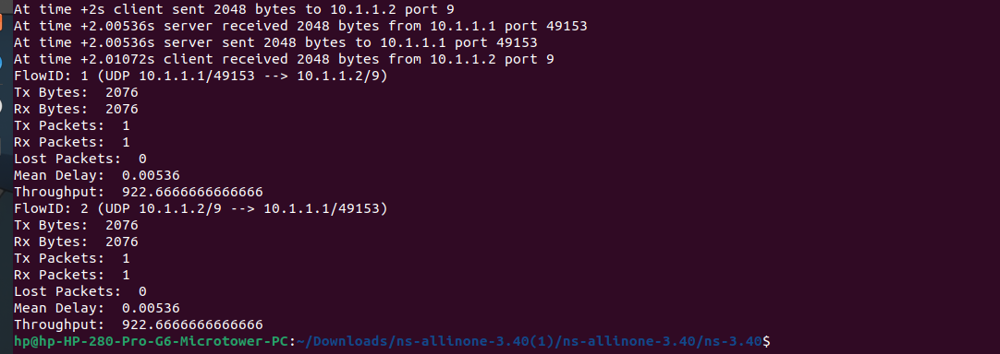 At time +2s client sent 2048 bytes to 10.1.1.2 port 9
At time +2.00536s server received 2048 bytes from 10.1.1.1 port 49153
At time +2.00536s server sent 2048 bytes to 10.1.1.1 port 49153
At time +2.01072s client received 2048 bytes from 10.1.1.2 port 9
FlowID: 1 (UDP 10.1.1.1/49153 --> 10.1.1.2/9)
Tx Bytes:  2076
Rx Bytes:  2076
Tx Packets:  1
Rx Packets:  1
Lost Packets:  0
Mean Delay:  0.00536
Throughput:  922.6666666666666
FlowID: 2 (UDP 10.1.1.2/9 --> 10.1.1.1/49153)
Tx Bytes:  2076
Rx Bytes:  2076
Tx Packets:  1
Rx Packets:  1
Lost Packets:  0
Mean Delay:  0.00536
Throughput:  922.6666666666666
hp@hp-HP-280-Pro-G6-Microtower-PC:~/Downloads/ns-allinone-3.40(1)/ns-allinone-3.40/ns-3.40$